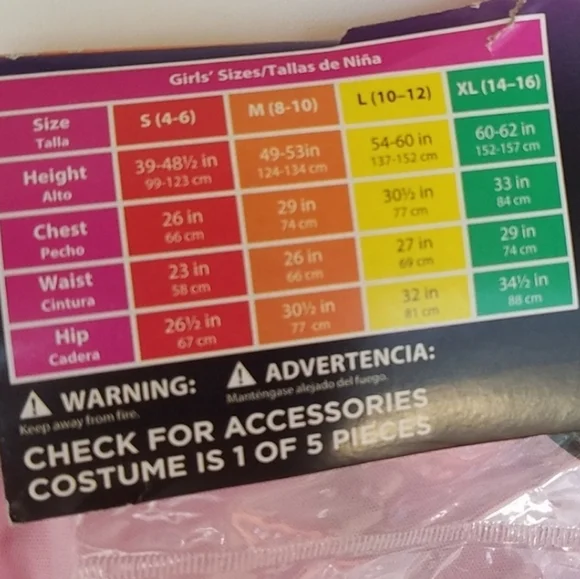 Girls' Sizes/Tallas de Niña
Size S (4-6) M (8-10) L (10–12) XL (14–16)
Talla
Height 39-48½ in 49-53in 54-60 in 60-62 in
Alto 99-123 cm 124-134 cm 137-152 cm 152-157 cm
Chest 26 in 29 in 30½ in 33 in
Pecho 66 cm 74 cm 77 cm 84 cm
Waist 23 in 26 in 27 in 29 in
Cintura 58 cm 66 cm 69 cm 74 cm
Hip 26½ in 30½ in 32 in 34½ in
Cadera 67 cm 77 cm 81 cm 88 cm
WARNING: ADVERTENCIA:
Keep away from fire. Manténgase alejado del fuego.
CHECK FOR ACCESSORIES
COSTUME IS 1 OF 5 PIECES